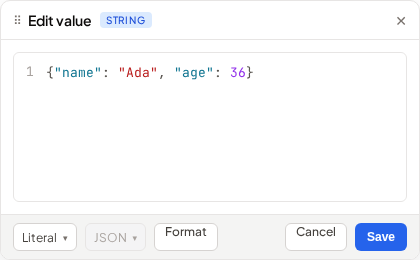 Edit value STRING
1 {"name": "Ada", "age": 36}
Literal JSON Format Cancel Save